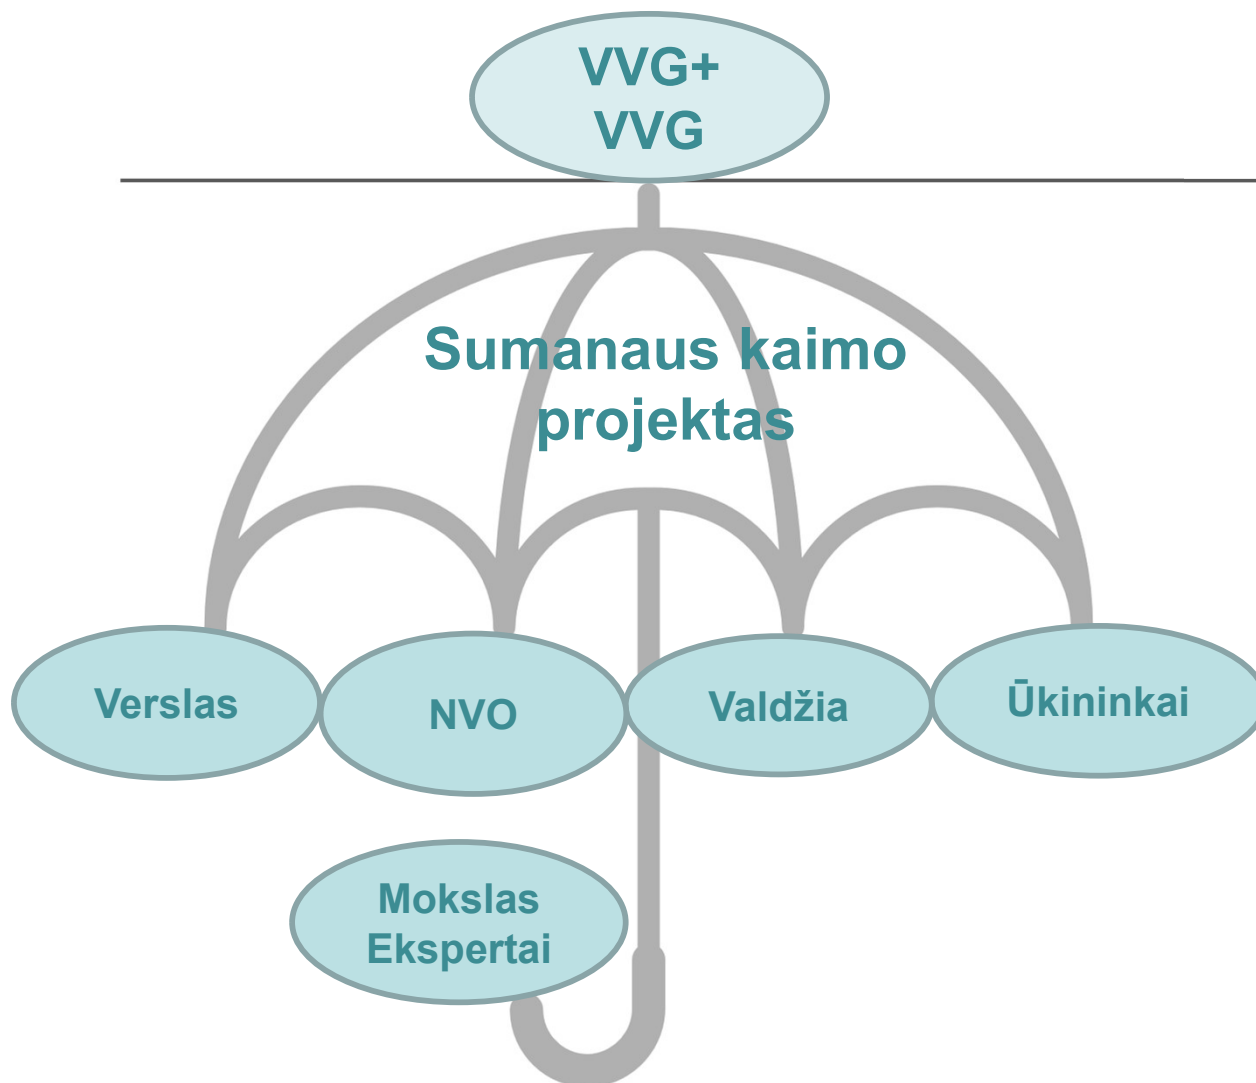 VVG+
VVG
Sumanaus kaimo
projektas
Verslas
NVO
Valdžia
Ūkininkai
Mokslas
Ekspertai